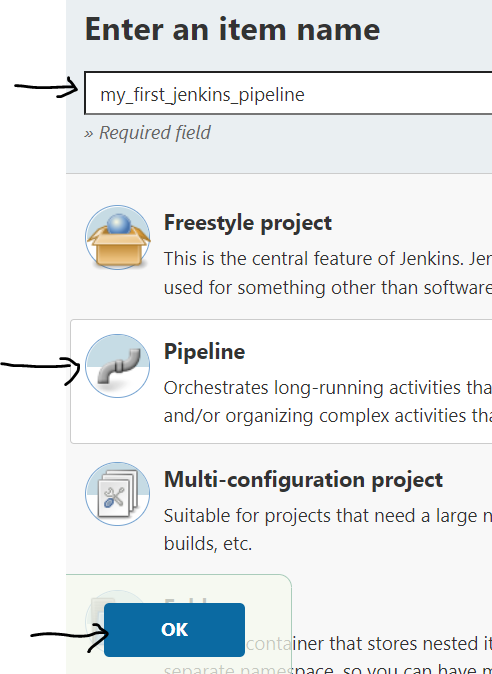 Enter an item name
my_first_jenkins_pipeline
» Required field
Freestyle project
This is the central feature of Jenkins. Jer
used for something other than software
Pipeline
Orchestrates long-running activities tha
and/or organizing complex activities tha
Multi-configuration project
Suitable for projects that need a large n
builds, etc.
Folder
OK
container that stores nested it
separate namespace, so you can have m